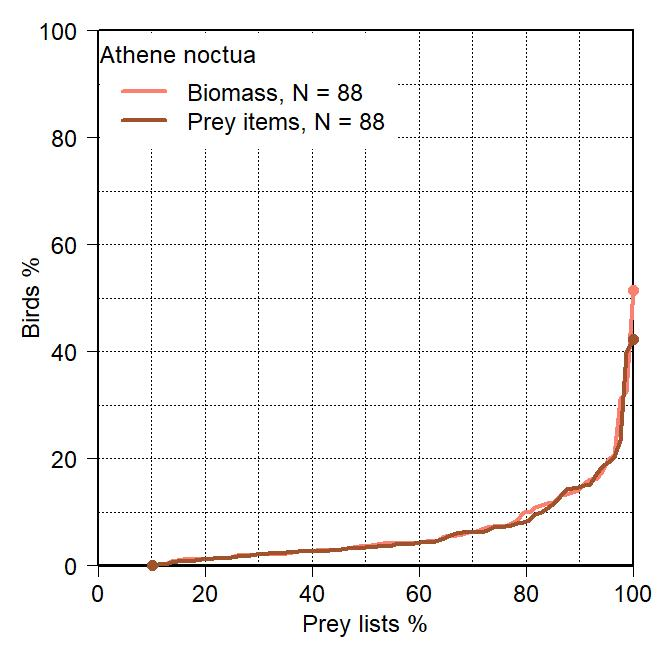 Athene noctua
Biomass, N = 88
Prey items, N = 88
100
80
60
40
20
0
Birds %
0 20 40 60 80 100
Prey lists %